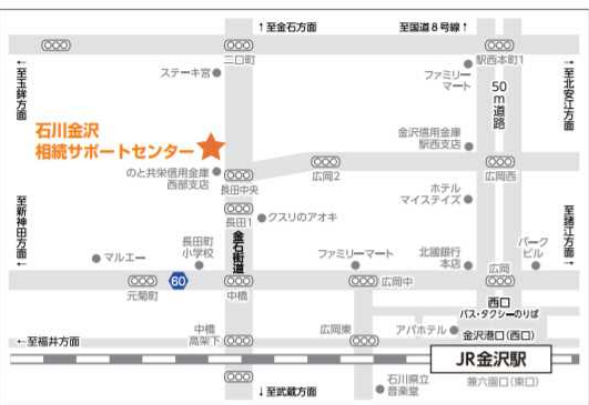 ↑至金石方面
至国道8号線↑
二口町
駅西本町1
←至玉鉾方面
ステーキ宮
ファミリー
マート
50m道路
→至北安江方面
石川金沢
相続サポートセンター
金沢信用金庫
駅西支店
のと共栄信用金庫
西部支店
長田中央
広岡2
広岡西
ホテル
マイステイズ
長田1
クスリのアオキ
金石街道
至新神田方面↓
至諸江方面↓
マルエー
長田町
小学校
ファミリーマート
北國銀行
本店
広岡
パーク
ビル
60
元菊町
中橋
広岡中
西口
バス・タクシーのりば
中橋
高架下
広岡東
アパホテル
金沢港口(西口)
←至福井方面
JR金沢駅
兼六園口(東口)
↓至武蔵方面
石川県立
音楽堂